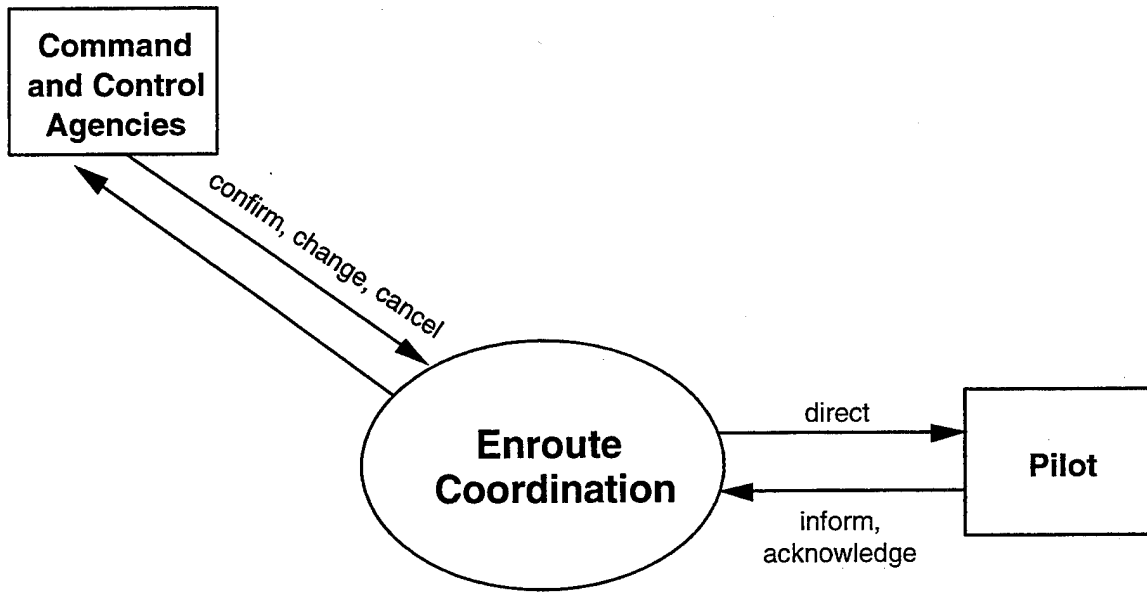 Command
and Control
Agencies
confirm, change, cancel
Enroute
Coordination
direct
Pilot
inform,
acknowledge